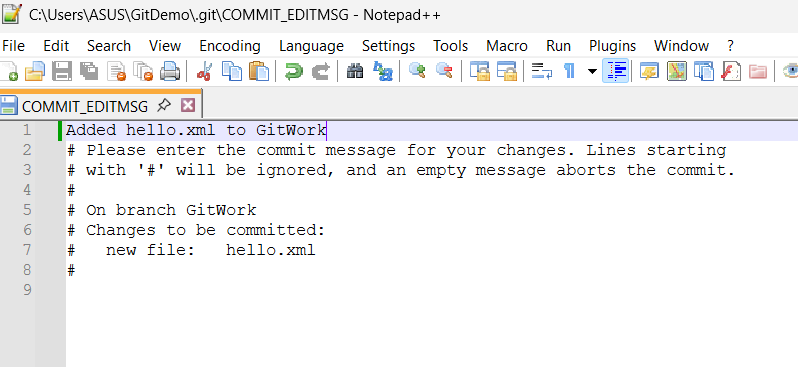 C:\Users\ASUS\GitDemo\.git\COMMIT_EDITMSG - Notepad++
File Edit Search View Encoding Language Settings Tools Macro Run Plugins Window ?
COMMIT_EDITMSG
1 Added hello.xml to GitWork
2 # Please enter the commit message for your changes. Lines starting
3 # with '#' will be ignored, and an empty message aborts the commit.
4 #
5 # On branch GitWork
6 # Changes to be committed:
7 #   new file:   hello.xml
8 #
9